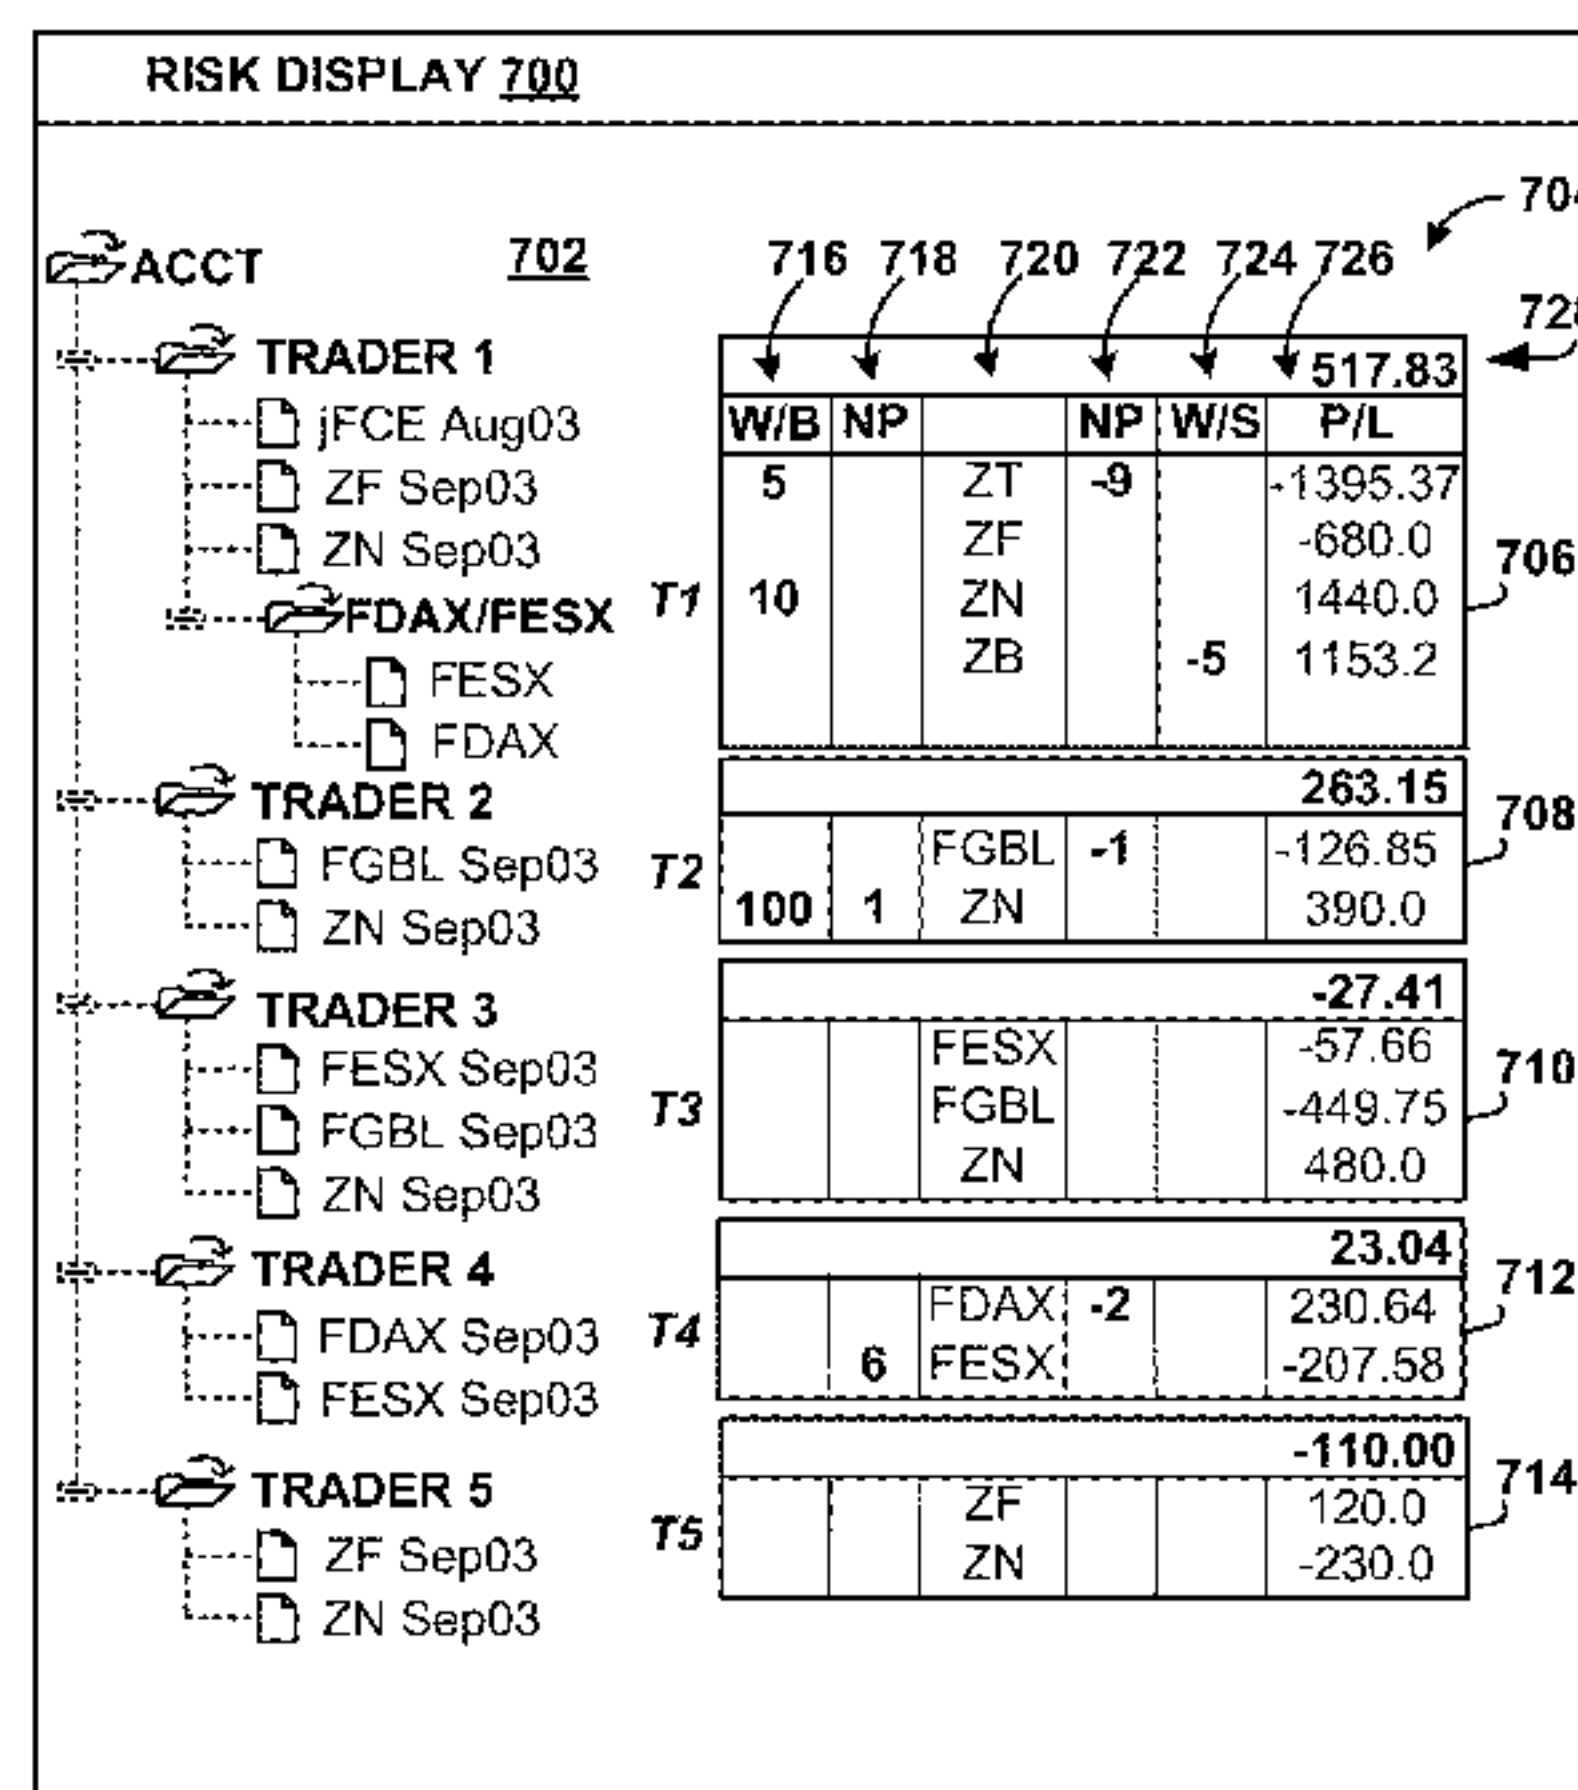 RISK DISPLAY 700
704
ACCT 702 716 718 720 722 724 726
TRADER 1 517.83
jFCE Aug03 W/B NP NP W/S P/L
ZF Sep03 5 ZT -9 -1395.37
ZN Sep03 ZF -680.0 706
FDAX/FESX T1 10 ZN 1440.0
FESX ZB -5 1153.2
FDAX
TRADER 2 263.15 708
FGBL Sep03 T2 FGBL -1 -126.85
ZN Sep03 100 1 ZN 390.0
TRADER 3 -27.41
FESX Sep03 FESX -57.66 710
FGBL Sep03 T3 FGBL -449.75
ZN Sep03 ZN 480.0
TRADER 4 23.04 712
FDAX Sep03 T4 FDAX -2 230.64
FESX Sep03 6 FESX -207.58
TRADER 5 -110.00 714
ZF Sep03 T5 ZF 120.0
ZN Sep03 ZN -230.0